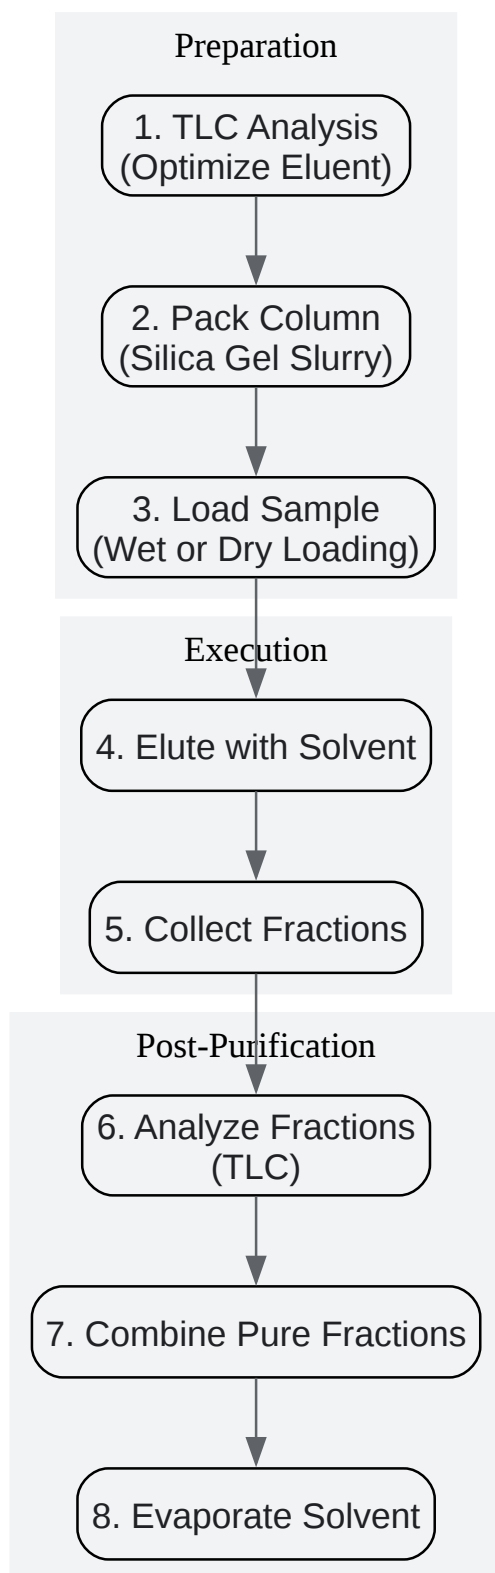 Preparation
1. TLC Analysis
(Optimize Eluent)
2. Pack Column
(Silica Gel Slurry)
3. Load Sample
(Wet or Dry Loading)
Execution
4. Elute with Solvent
5. Collect Fractions
Post-Purification
6. Analyze Fractions
(TLC)
7. Combine Pure Fractions
8. Evaporate Solvent